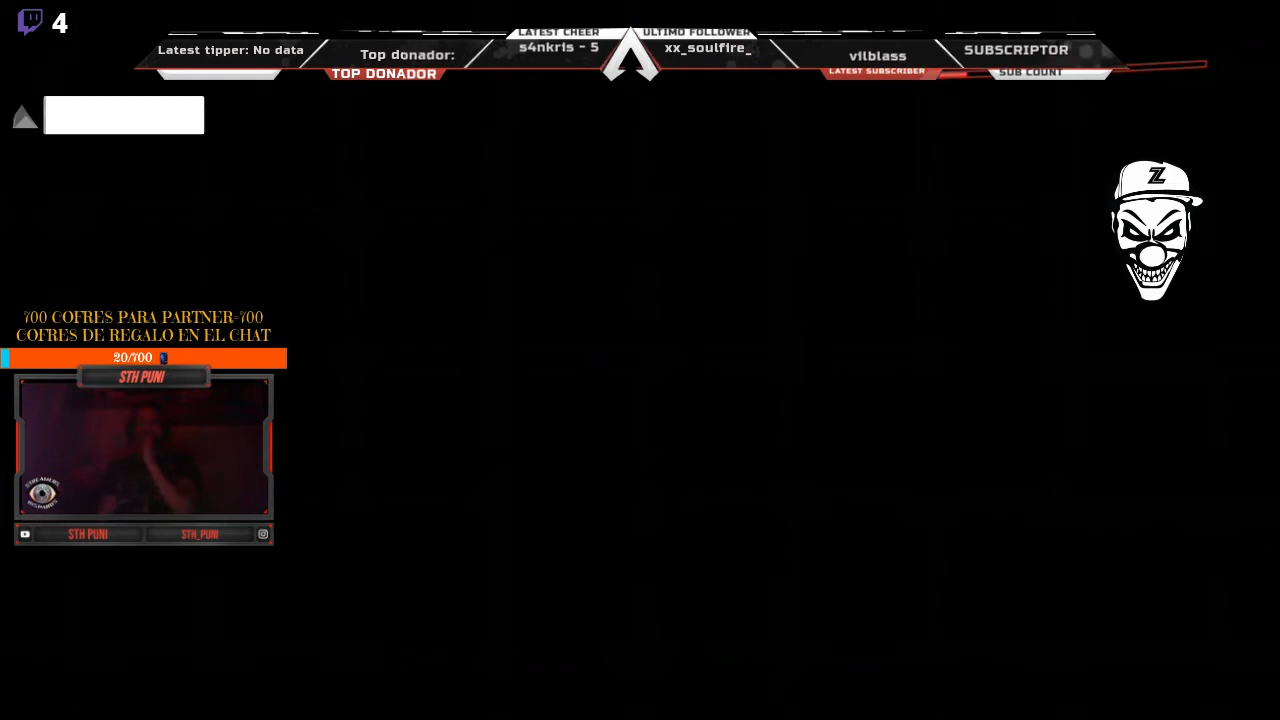 4
LATEST CHEER
ULTIMO FOLLOWER
Latest tipper: No data
Top donador:
s4nkris - 5
xx_soulfire_
vilblass
SUBSCRIPTOR
TOP DONADOR
LATEST SUBSCRIBER
SUB COUNT
Z
700 COFRES PARA PARTNER=700
COFRES DE REGALO EN EL CHAT
20/700
STH PUNI
STREAMERS
STH PUNI
STH_PUNI